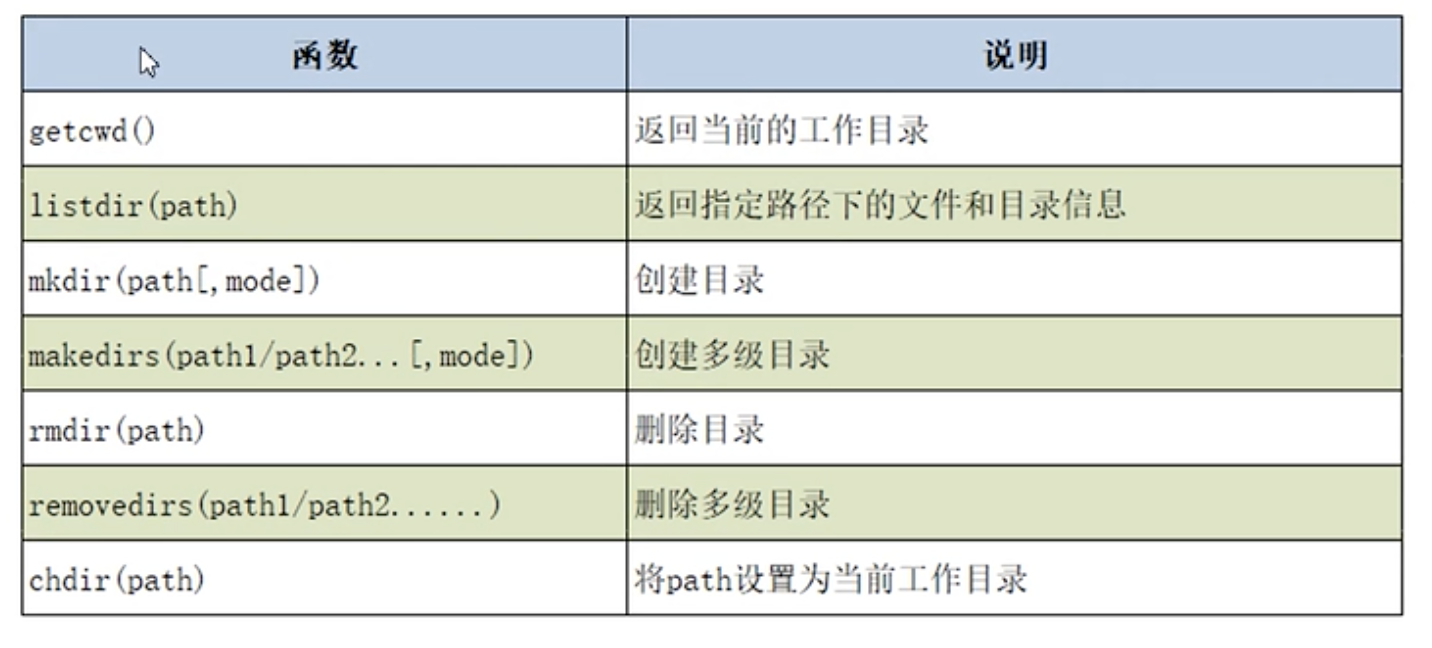 函数 说明
getcwd() 返回当前的工作目录
listdir(path) 返回指定路径下的文件和目录信息
mkdir(path[,mode]) 创建目录
makedirs(path1/path2...[,mode]) 创建多级目录
rmdir(path) 删除目录
removedirs(path1/path2......) 删除多级目录
chdir(path) 将path设置为当前工作目录